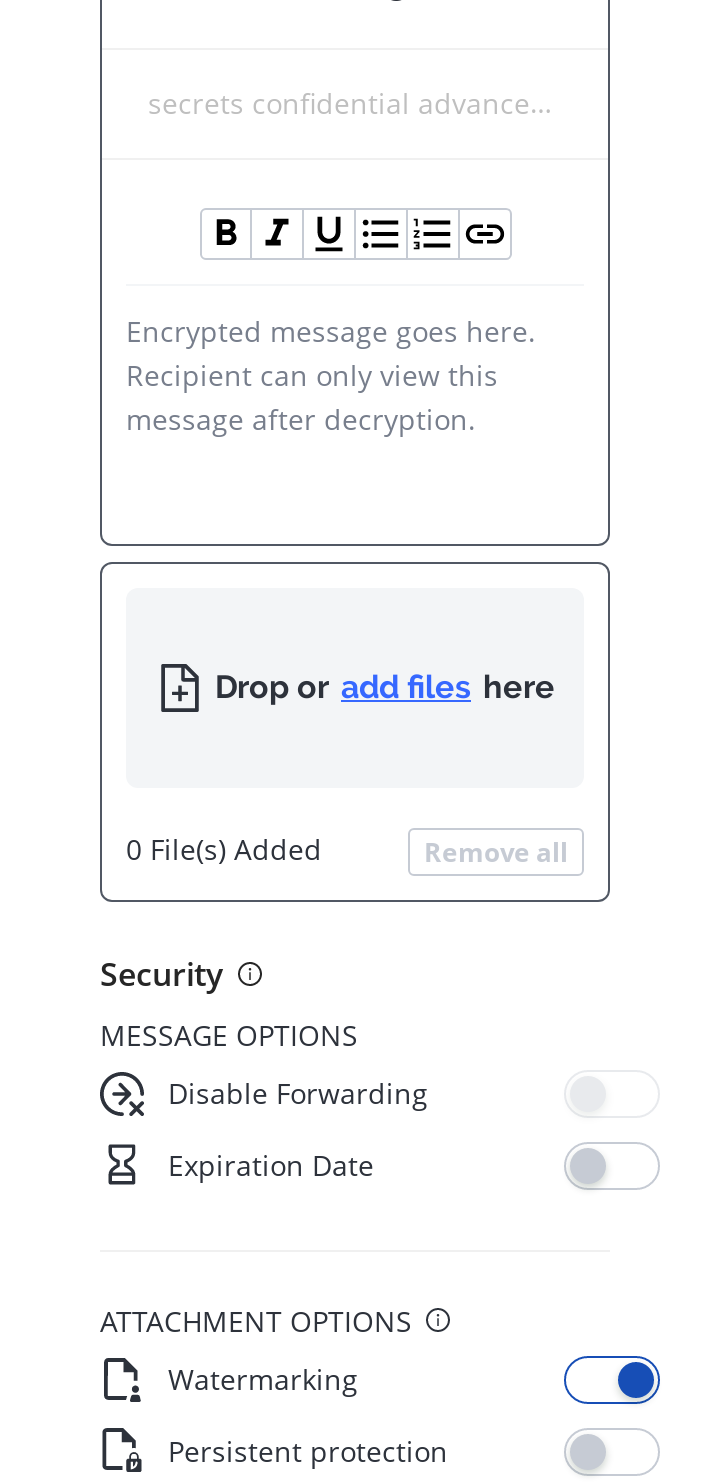 secrets confidential advance...
B I U
Encrypted message goes here.
Recipient can only view this
message after decryption.
Drop or add files here
0 File(s) Added
Remove all
Security
MESSAGE OPTIONS
Disable Forwarding
Expiration Date
ATTACHMENT OPTIONS
Watermarking
Persistent protection